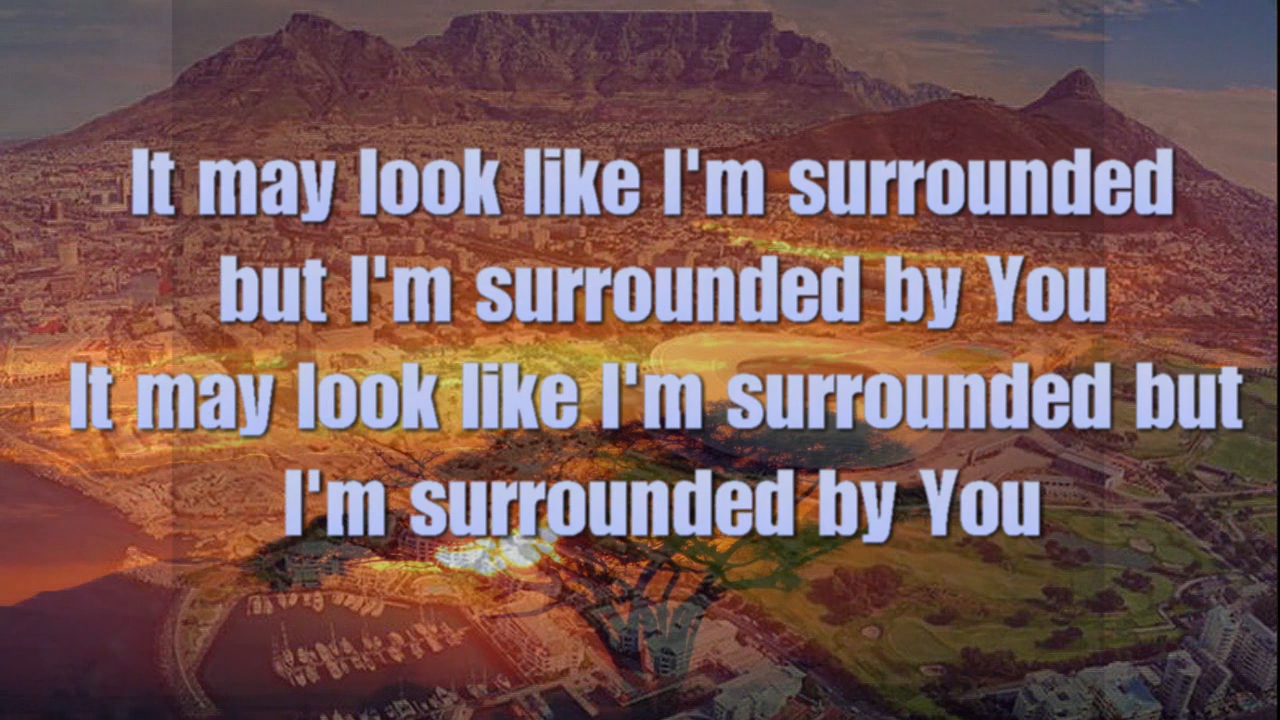 It may look like I'm surrounded
but I'm surrounded by You
It may look like I'm surrounded but
I'm surrounded by You